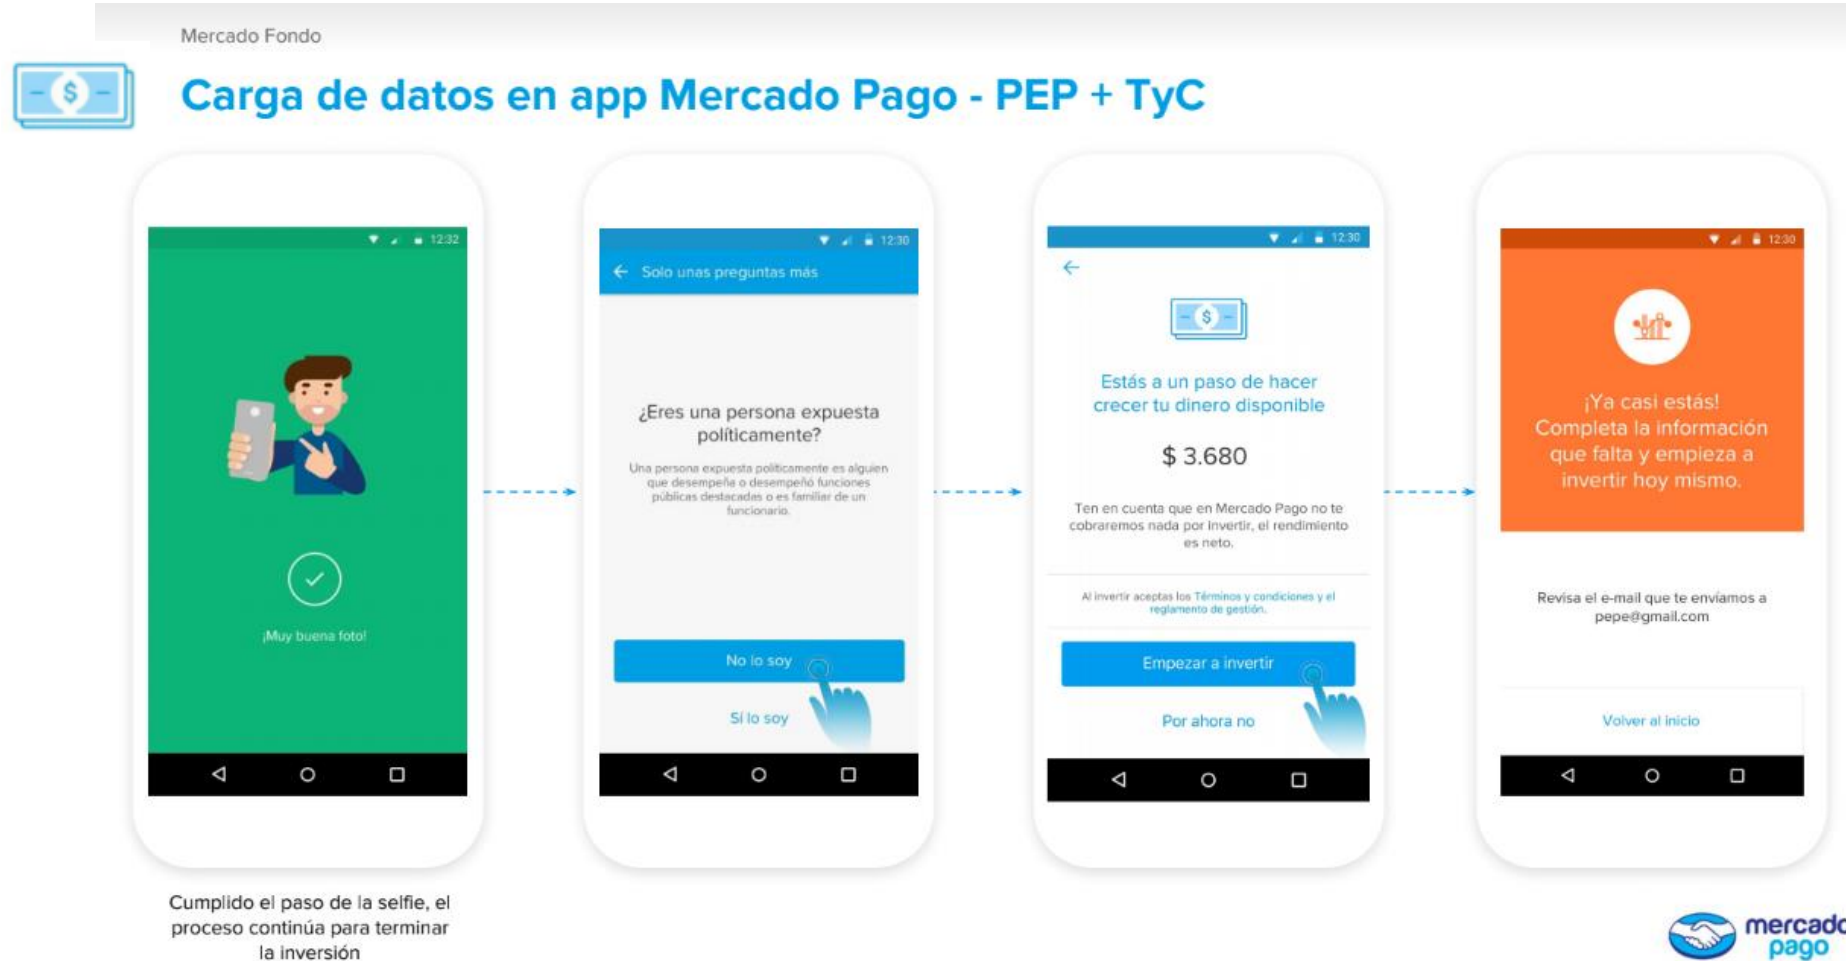 Mercado Fondo
Carga de datos en app Mercado Pago - PEP + TyC
12:32
¡Muy buena foto!
Cumplido el paso de la selfie, el
proceso continúa para terminar
la inversión
12:30
Solo unas preguntas más
¿Eres una persona expuesta
políticamente?
Una persona expuesta políticamente es alguien
que desempeña o desempeñó funciones
públicas destacadas o es familiar de un
funcionario.
No lo soy
Sí lo soy
12:30
$
Estás a un paso de hacer
crecer tu dinero disponible
$ 3.680
Ten en cuenta que en Mercado Pago no te
cobraremos nada por invertir, el rendimiento
es neto.
Al invertir aceptas los Términos y condiciones y el
reglamento de gestión.
Empezar a invertir
Por ahora no
12:30
¡Ya casi estás!
Completa la información
que falta y empieza a
invertir hoy mismo.
Revisa el e-mail que te envíamos a
pepe@gmail.com
Volver al inicio
mercado
pago